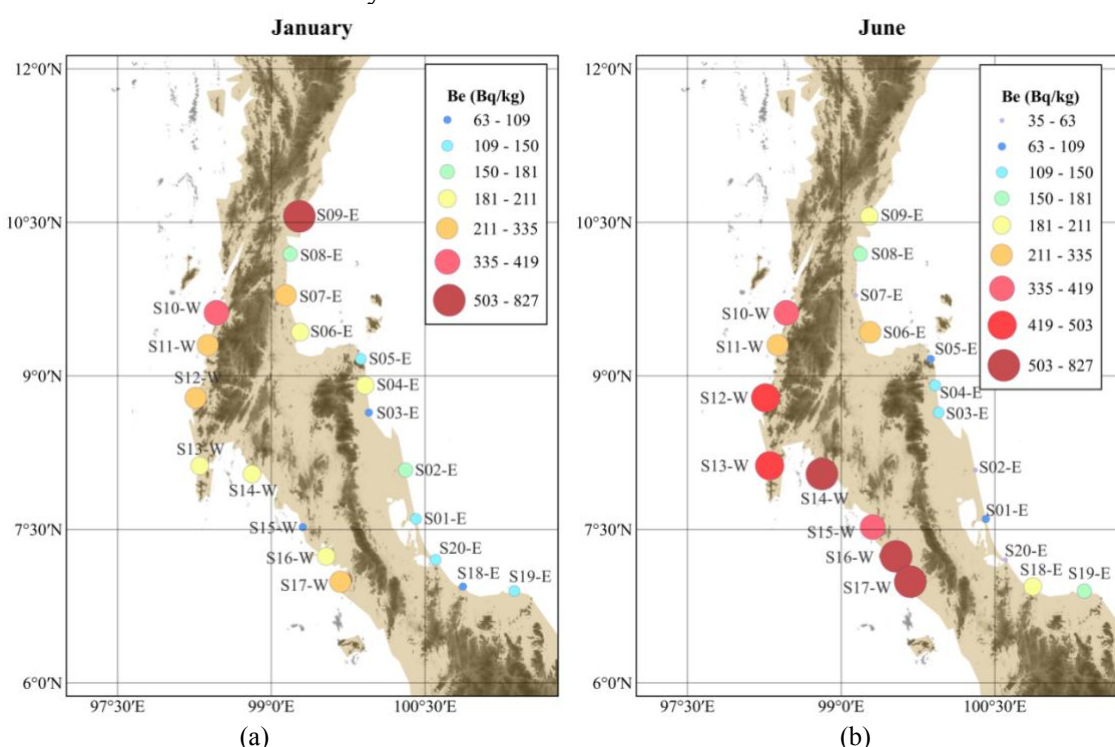 January
12°0'N
10°30'N
9°0'N
7°30'N
6°0'N
97°30'E
99°0'E
100°30'E
Be (Bq/kg)
63 - 109
109 - 150
150 - 181
181 - 211
211 - 335
335 - 419
503 - 827
S09-E
S08-E
S07-E
S10-W
S06-E
S11-W
S05-E
S12-W
S04-E
S03-E
S13-W
S02-E
S14-W
S01-E
S15-W
S16-W
S20-E
S18-E
S19-E
S17-W
(a)
June
12°0'N
10°30'N
9°0'N
7°30'N
6°0'N
97°30'E
99°0'E
100°30'E
Be (Bq/kg)
35 - 63
63 - 109
109 - 150
150 - 181
181 - 211
211 - 335
335 - 419
419 - 503
503 - 827
S09-E
S08-E
S07-E
S10-W
S06-E
S11-W
S05-E
S12-W
S04-E
S03-E
S13-W
S02-E
S14-W
S01-E
S15-W
S16-W
S20-E
S18-E
S19-E
S17-W
(b)